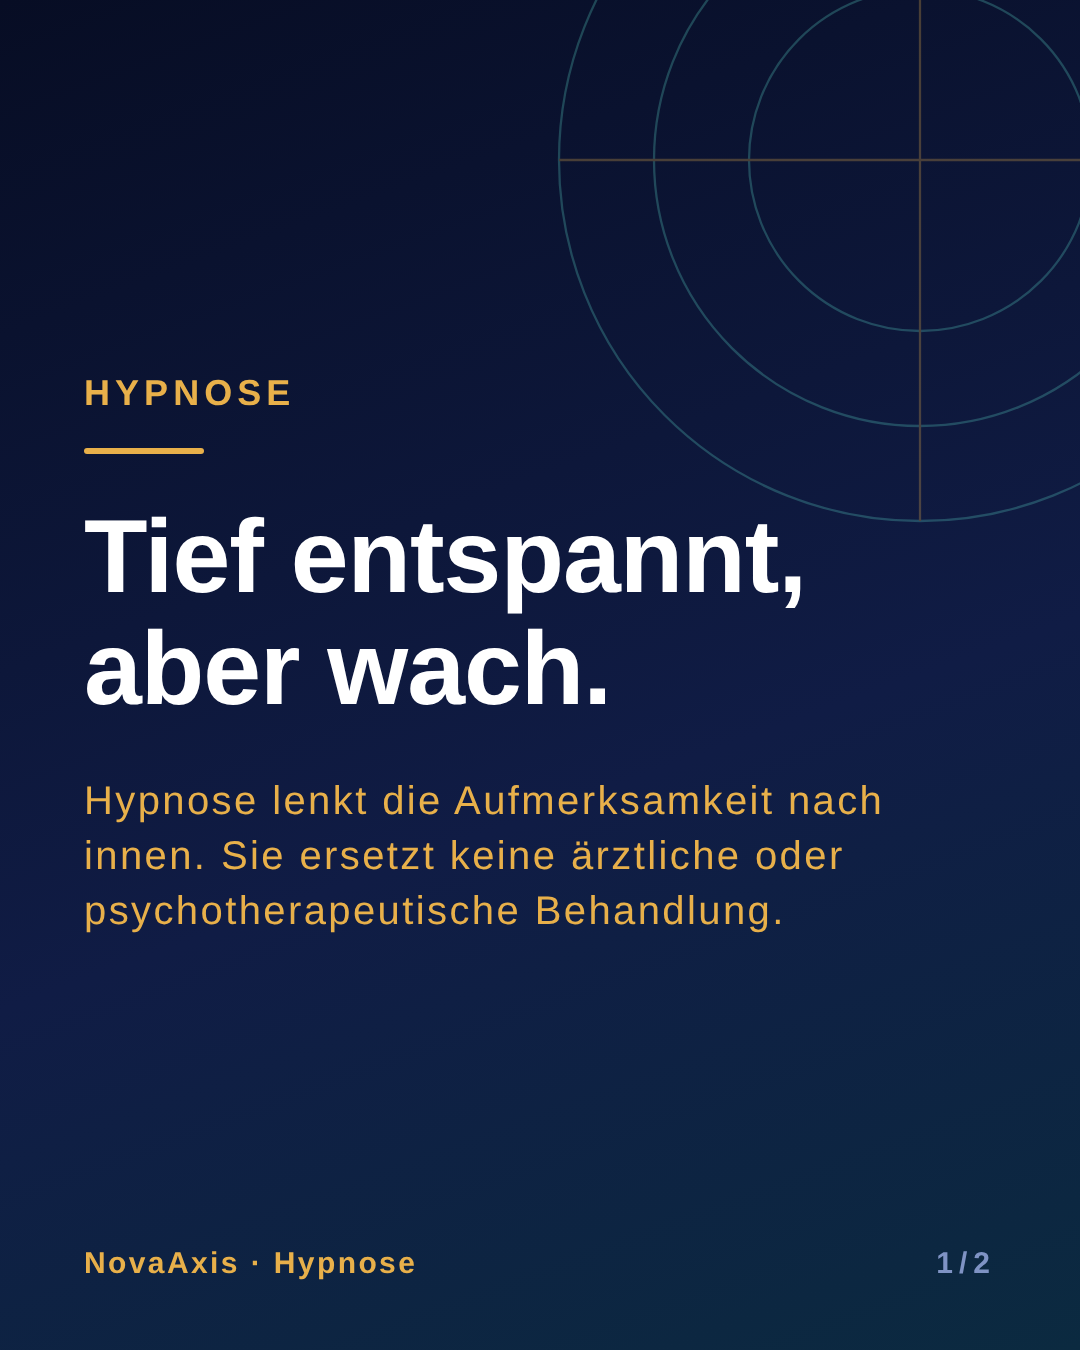 HYPNOSE
Tief entspannt,
aber wach.
Hypnose lenkt die Aufmerksamkeit nach
innen. Sie ersetzt keine ärztliche oder
psychotherapeutische Behandlung.
NovaAxis · Hypnose
1/2